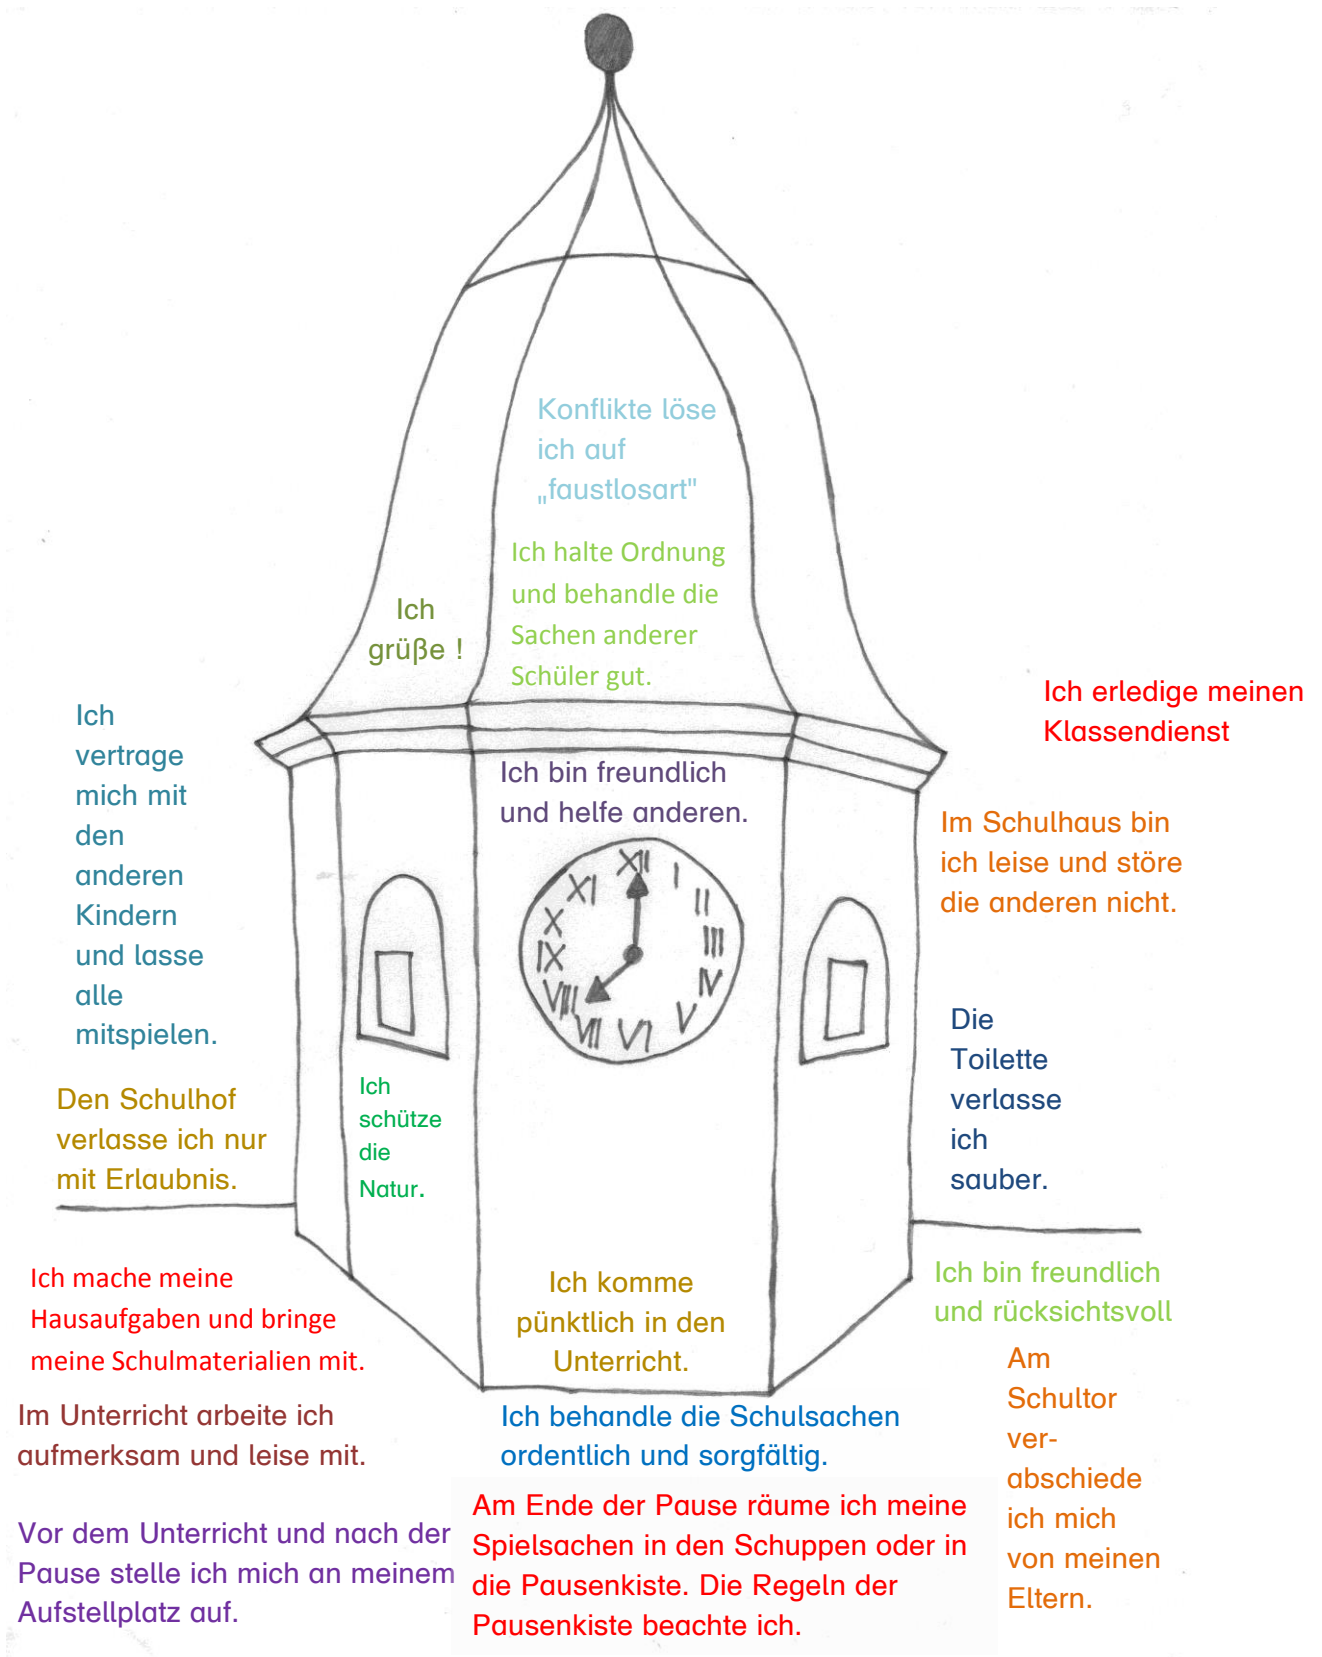 Konflikte löse
ich auf
„faustlosart"
Ich halte Ordnung
und behandle die
Sachen anderer
Schüler gut.
Ich
grüße !
Ich erledige meinen
Klassendienst
Ich
vertrage
mich mit
den
anderen
Kindern
und lasse
alle
mitspielen.
Ich bin freundlich
und helfe anderen.
Im Schulhaus bin
ich leise und störe
die anderen nicht.
XII
I
II
III
IV
V
VI
VII
VIII
IX
X
XI
Die
Toilette
verlasse
ich
sauber.
Den Schulhof
verlasse ich nur
mit Erlaubnis.
Ich
schütze
die
Natur.
Ich mache meine
Hausaufgaben und bringe
meine Schulmaterialien mit.
Ich komme
pünktlich in den
Unterricht.
Ich bin freundlich
und rücksichtsvoll
Am
Schultor
ver-
abschiede
ich mich
von meinen
Eltern.
Im Unterricht arbeite ich
aufmerksam und leise mit.
Ich behandle die Schulsachen
ordentlich und sorgfältig.
Vor dem Unterricht und nach der
Pause stelle ich mich an meinem
Aufstellplatz auf.
Am Ende der Pause räume ich meine
Spielsachen in den Schuppen oder in
die Pausenkiste. Die Regeln der
Pausenkiste beachte ich.